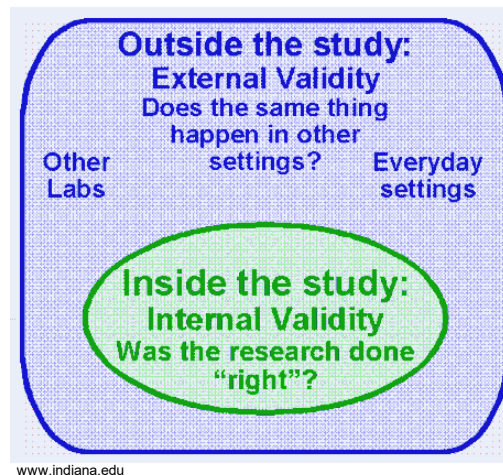 Outside the study:
External Validity
Does the same thing
happen in other
settings?
Other
Labs
Everyday
settings
Inside the study:
Internal Validity
Was the research done
“right”?
www.indiana.edu